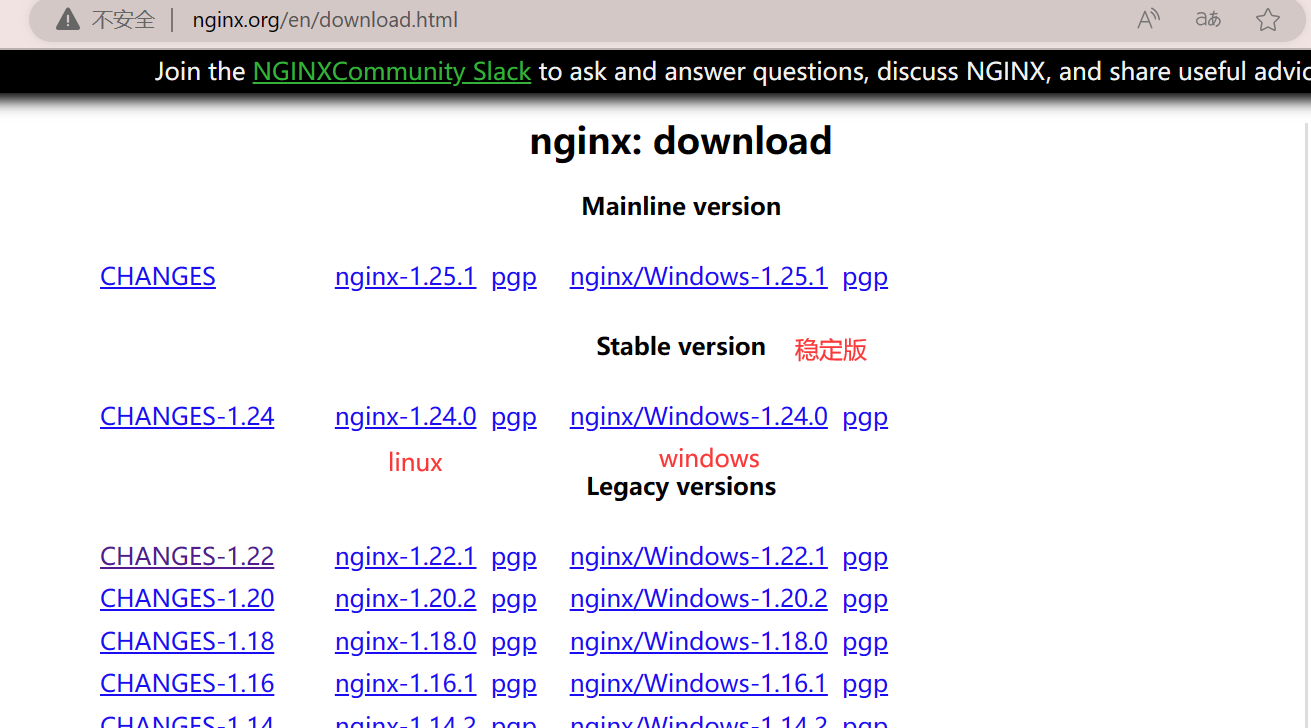 不安全 | nginx.org/en/download.html
Join the NGINXCommunity Slack to ask and answer questions, discuss NGINX, and share useful advic
nginx: download
Mainline version
CHANGES nginx-1.25.1 pgp nginx/Windows-1.25.1 pgp
Stable version 稳定版
CHANGES-1.24 nginx-1.24.0 pgp nginx/Windows-1.24.0 pgp
linux windows
Legacy versions
CHANGES-1.22 nginx-1.22.1 pgp nginx/Windows-1.22.1 pgp
CHANGES-1.20 nginx-1.20.2 pgp nginx/Windows-1.20.2 pgp
CHANGES-1.18 nginx-1.18.0 pgp nginx/Windows-1.18.0 pgp
CHANGES-1.16 nginx-1.16.1 pgp nginx/Windows-1.16.1 pgp
CHANGES-1.14 nginx-1.14.2 pgp nginx/Windows-1.14.2 pgp